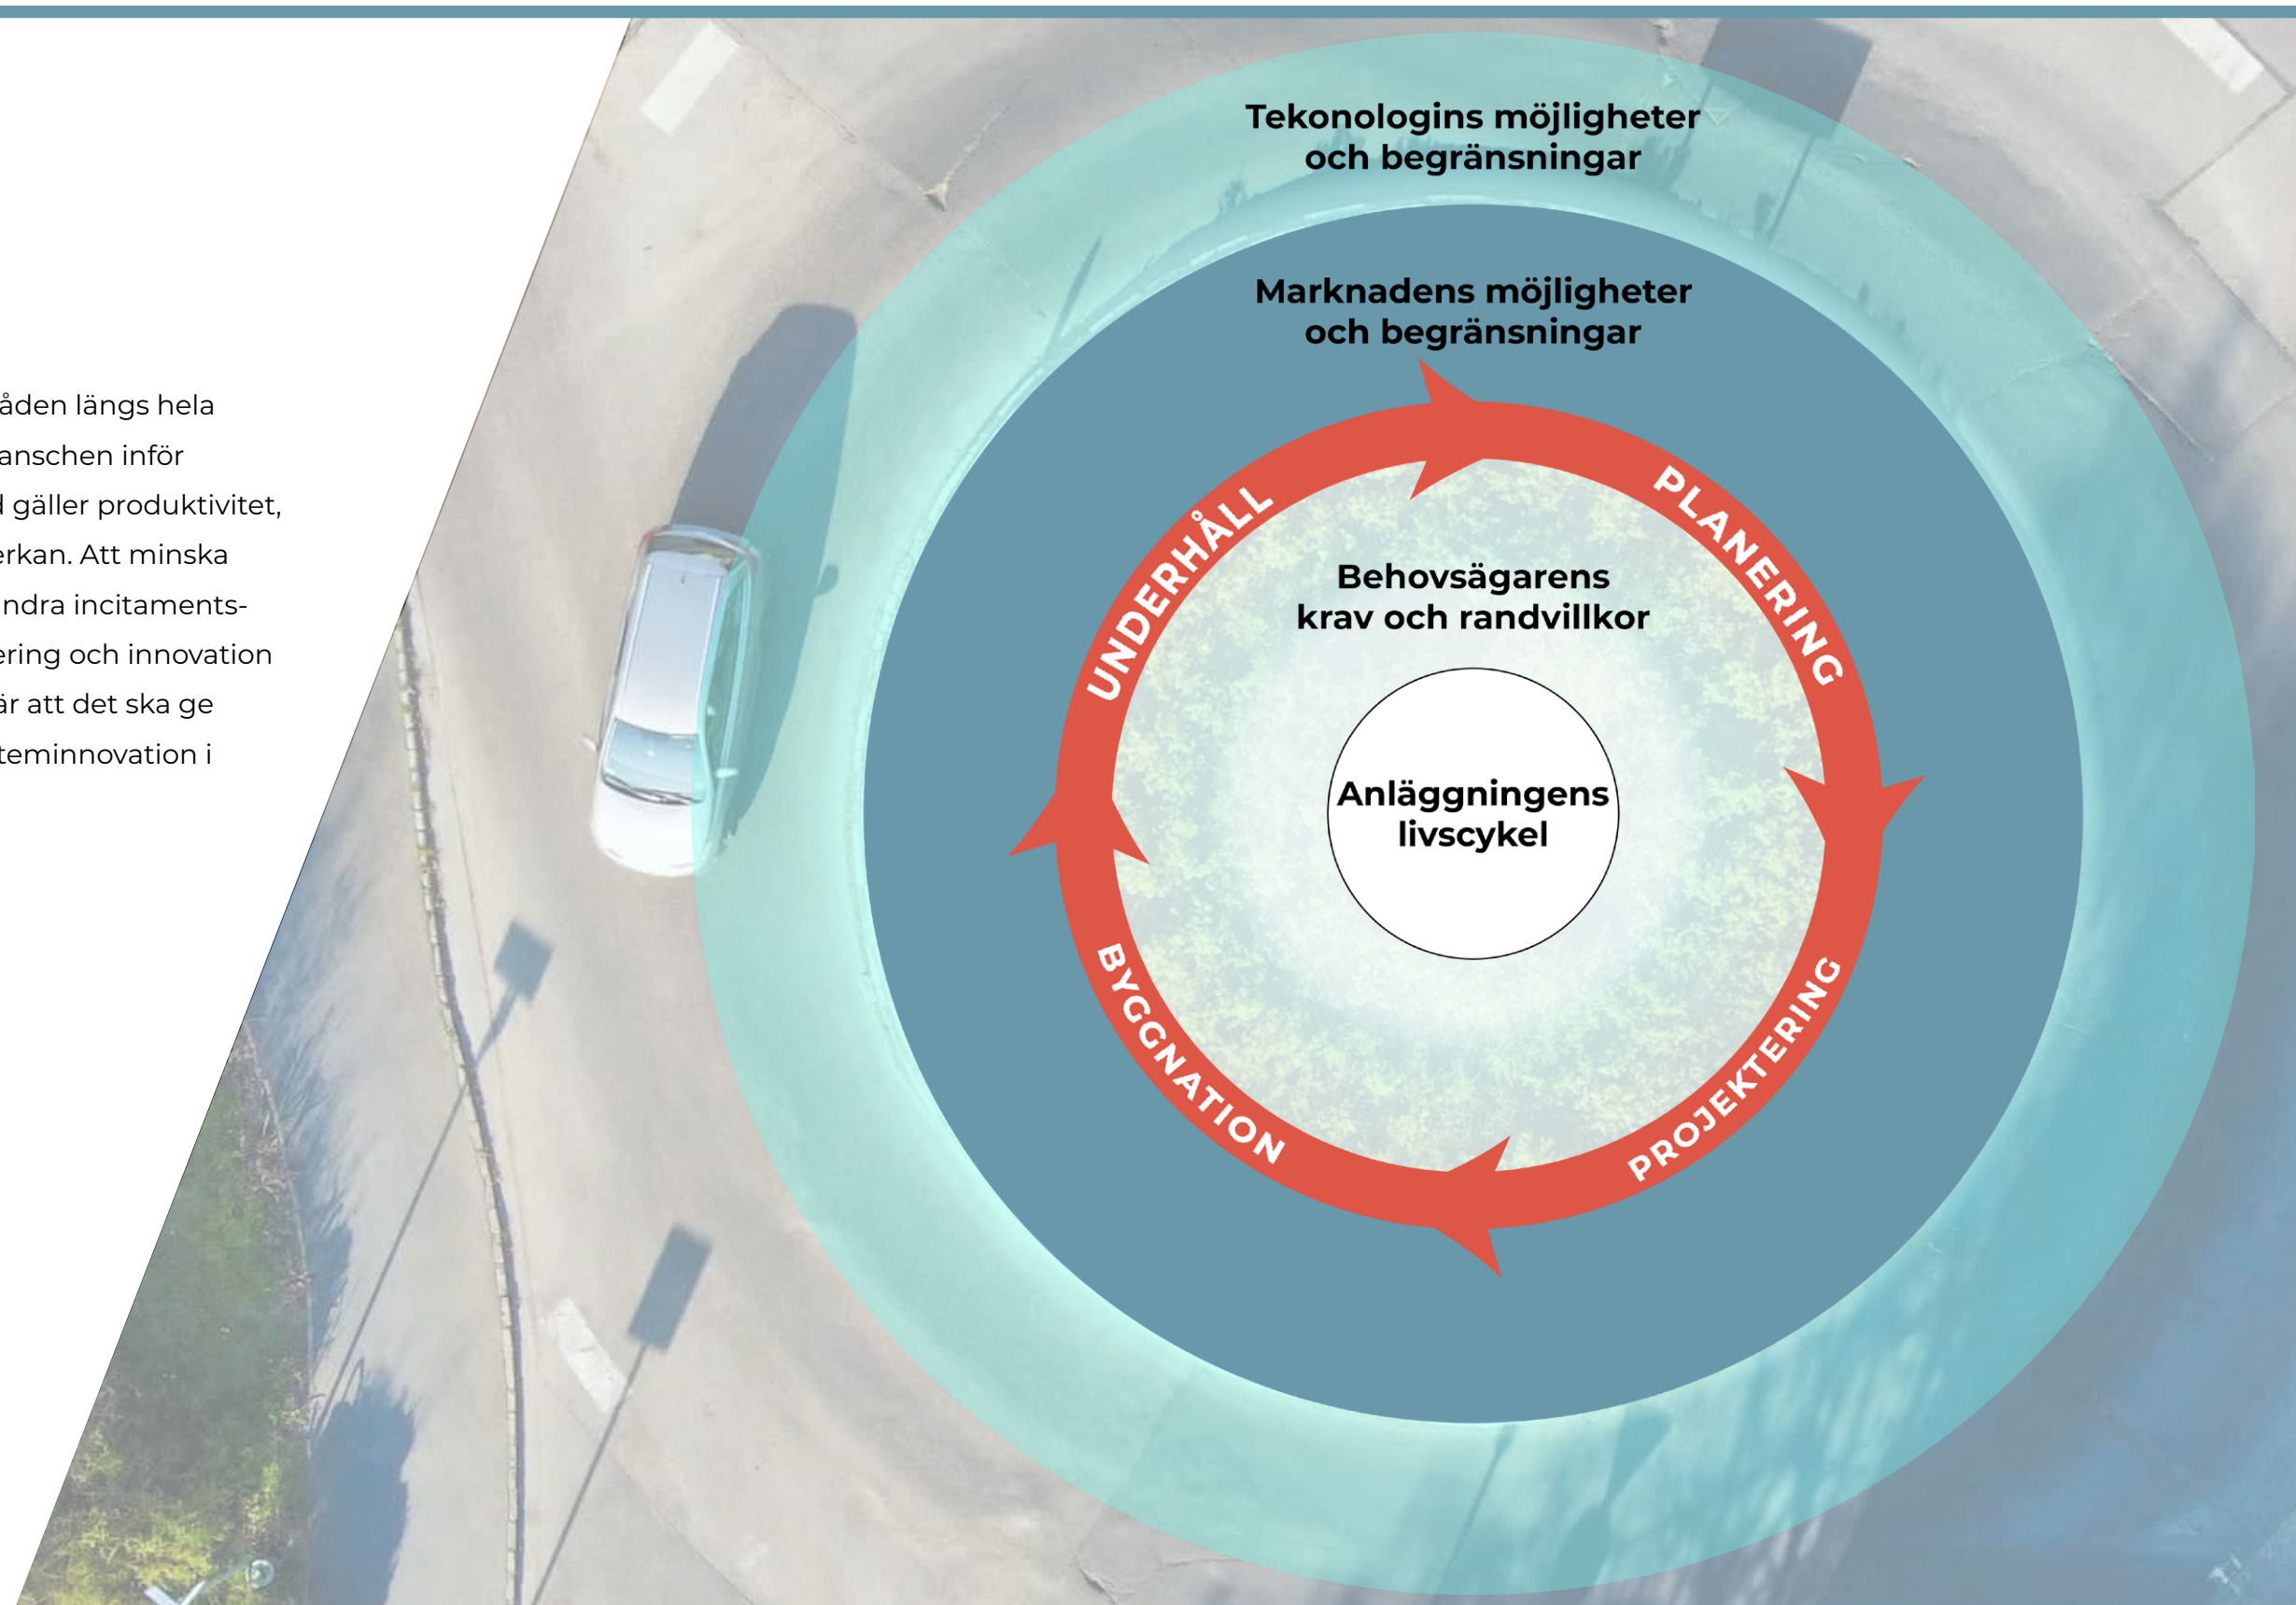 åden längs hela
anschen inför
gäller produktivitet,
erkan. Att minska
ndra incitaments-
ering och innovation
är att det ska ge
teminnovation i
Tekonologins möjligheter
och begränsningar
Marknadens möjligheter
och begränsningar
UNDERHÅLL
PLANERING
Behovsägarens
krav och randvillkor
Anläggningens
livscykel
BYGGNATION
PROJEKTERING